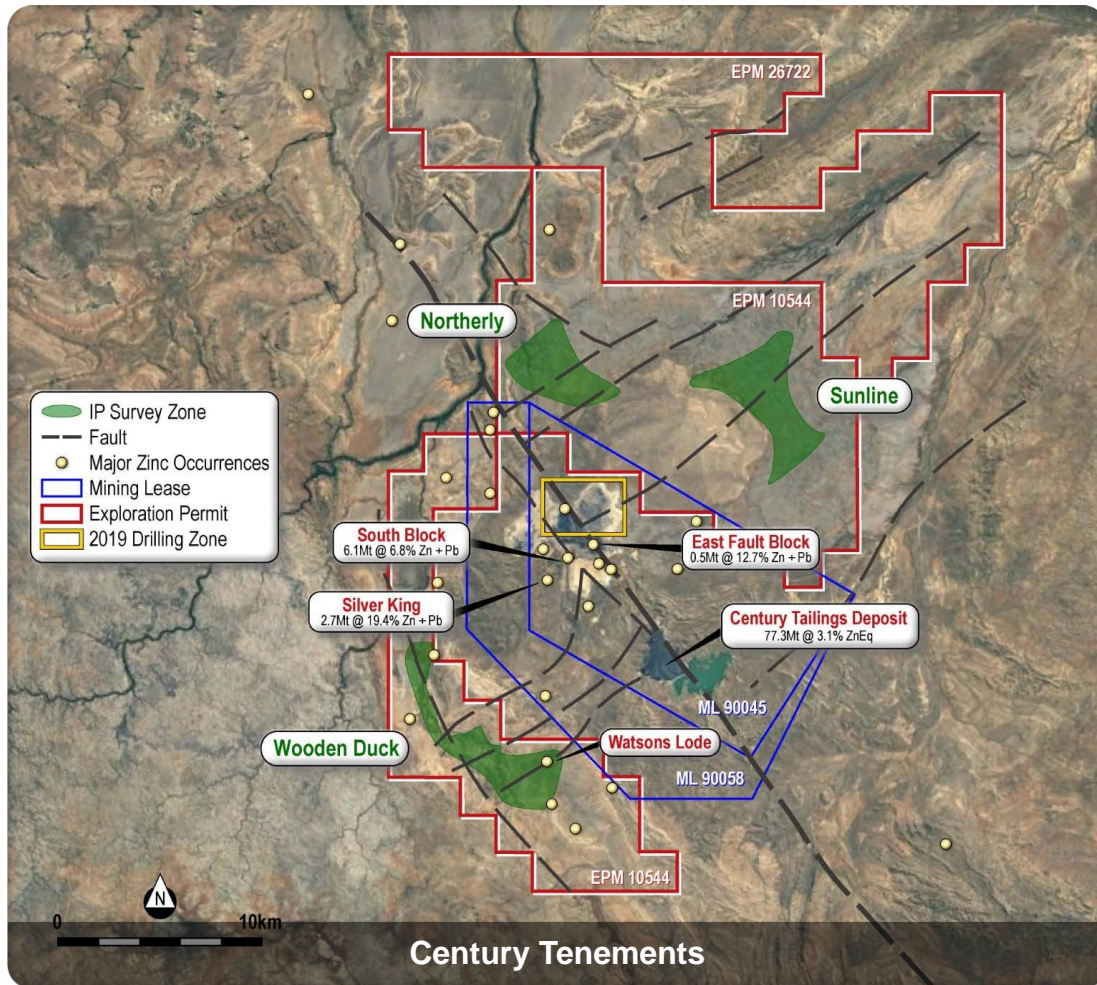 EPM 26722
EPM 10544
Northerly
Sunline
IP Survey Zone
Fault
Major Zinc Occurrences
Mining Lease
Exploration Permit
2019 Drilling Zone
South Block
6.1Mt @ 6.8% Zn + Pb
East Fault Block
0.5Mt @ 12.7% Zn + Pb
Silver King
2.7Mt @ 19.4% Zn + Pb
Century Tailings Deposit
77.3Mt @ 3.1% ZnEq
ML 90045
Wooden Duck
Watsons Lode
ML 90058
EPM 10544
N
0
10km
Century Tenements